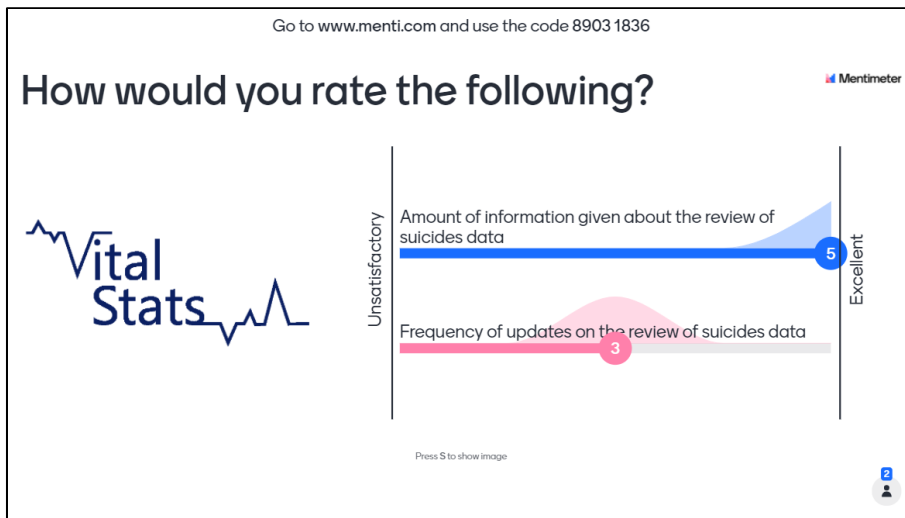 Go to www.menti.com and use the code 8903 1836
How would you rate the following?
Mentimeter
Vital
Stats
Unsatisfactory
Amount of information given about the review of
suicides data
5
Frequency of updates on the review of suicides data
3
Excellent
Press S to show image
2